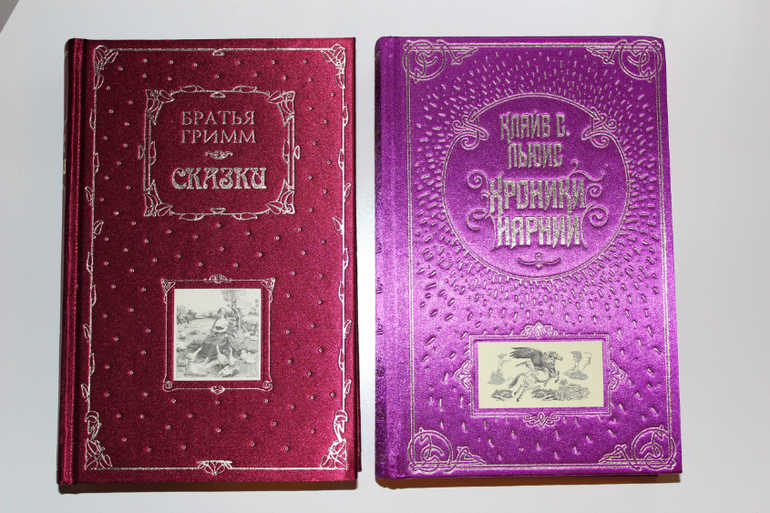 БРАТЬЯ
ГРИММ
СКАЗКИ
КЛАЙВ С.
ЛЬЮИС
ХРОНИКИ
НАРНИИ